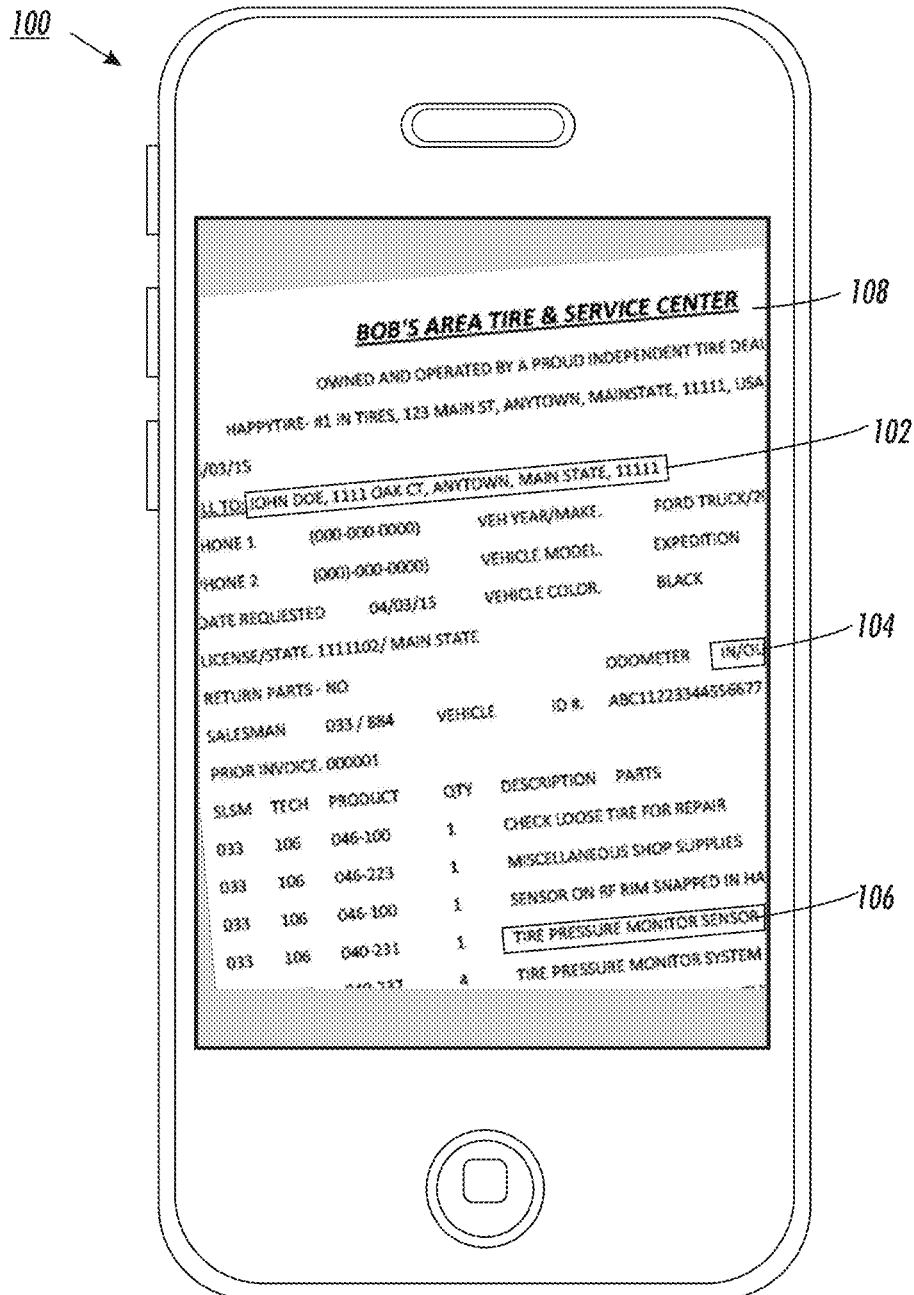 100
BOB'S AREA TIRE & SERVICE CENTER
108
OWNED AND OPERATED BY A PROUD INDEPENDENT TIRE DEAL
HAPPYTIRE- #1 IN TIRES, 123 MAIN ST, ANYTOWN, MAINSTATE, 11111, USA
/03/15
102
LL TO: JOHN DOE, 1111 OAK CT, ANYTOWN, MAIN STATE, 11111
HONE 1 (000-000-0000) VEH YEAR/MAKE. FORD TRUCK/20
HONE 2 (000)-000-0000) VEHICLE MODEL. EXPEDITION
DATE REQUESTED 04/03/15 VEHICLE COLOR. BLACK
LICENSE/STATE. 1111102/ MAIN STATE
104
RETURN PARTS - NO ODOMETER IN/OU
SALESMAN 033 / 884 VEHICLE ID #. ABC11223344556677
PRIOR INVOICE. 000001
SLSM TECH PRODUCT QTY DESCRIPTION PARTS
033 106 046-100 1 CHECK LOOSE TIRE FOR REPAIR
033 106 046-223 1 MISCELLANEOUS SHOP SUPPLIES
033 106 046-100 1 SENSOR ON RF RIM SNAPPED IN HA
106
033 106 040-231 1 TIRE PRESSURE MONITOR SENSOR
4 TIRE PRESSURE MONITOR SYSTEM